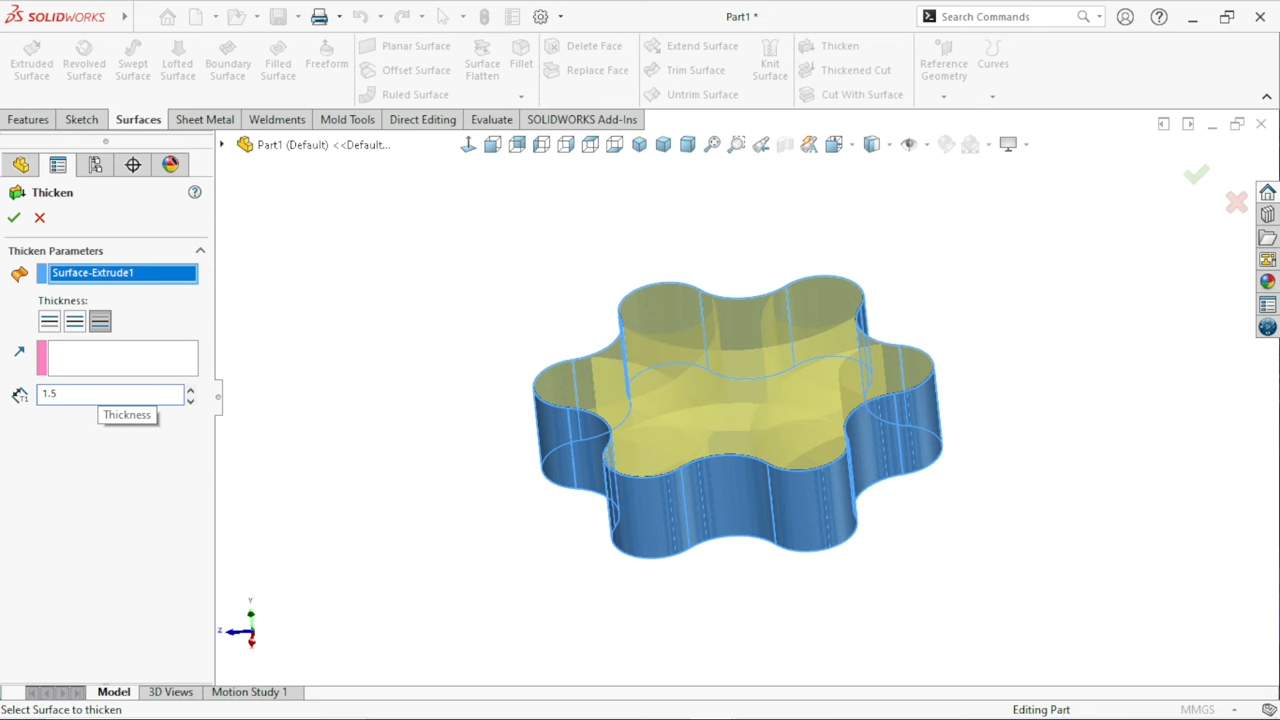 SOLIDWORKS
Part1 *
Search Commands
Extruded
Surface
Revolved
Surface
Swept
Surface
Lofted
Surface
Boundary
Surface
Filled
Surface
Freeform
Planar Surface
Offset Surface
Ruled Surface
Surface
Flatten
Fillet
Delete Face
Replace Face
Extend Surface
Trim Surface
Untrim Surface
Knit
Surface
Thicken
Thickened Cut
Cut With Surface
Reference
Geometry
Curves
Features
Sketch
Surfaces
Sheet Metal
Weldments
Mold Tools
Direct Editing
Evaluate
SOLIDWORKS Add-Ins
Part1 (Default) <<Default...
Thicken
Thicken Parameters
Surface-Extrude1
Thickness:
1.5
Thickness
Y
Z
Model
3D Views
Motion Study 1
Select Surface to thicken
Editing Part
MMGS